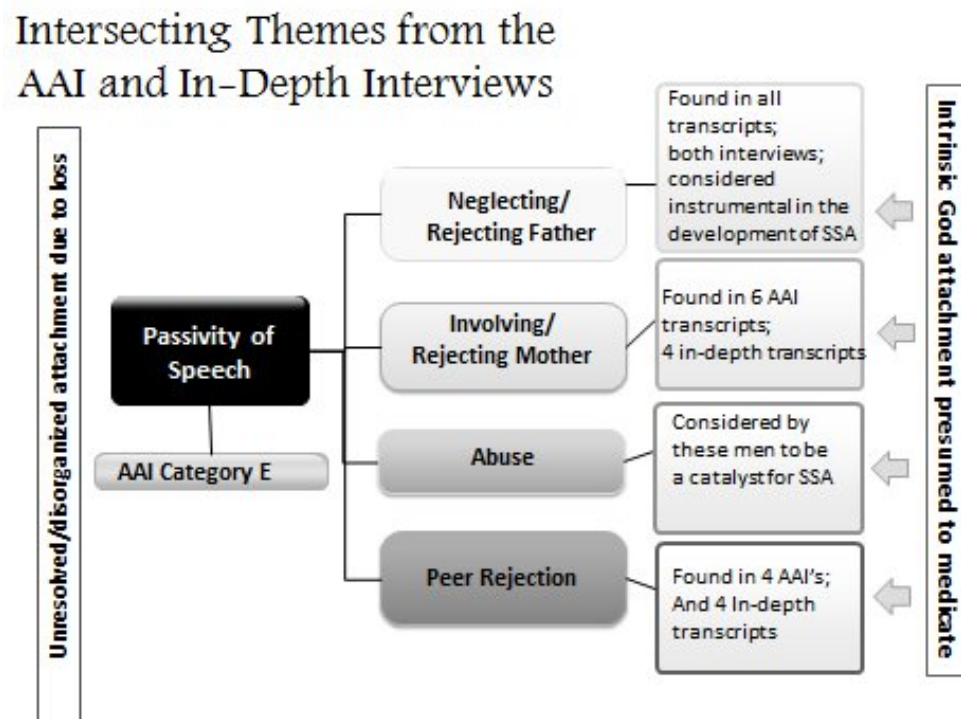 Intersecting Themes from the
AAI and In-Depth Interviews
Unresolved/disorganized attachment due to loss
Passivity of
Speech
AAI Category E
Neglecting/
Rejecting Father
Found in all
transcripts;
both interviews;
considered
instrumental in the
development of SSA
Involving/
Rejecting Mother
Found in 6 AAI
transcripts;
4 in-depth transcripts
Abuse
Considered by
these men to be
a catalyst for SSA
Peer Rejection
Found in 4 AAI's;
And 4 In-depth
transcripts
Intrinsic God attachment presumed to medicate